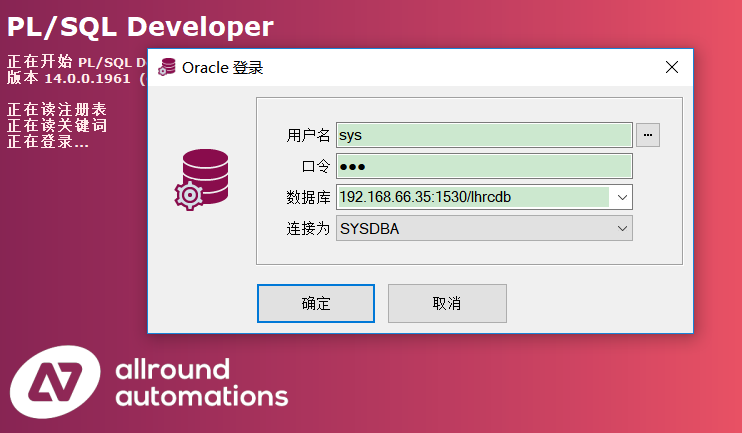 PL/SQL Developer
正在开始 PL/SQL D
版本 14.0.0.1961 (
正在读注册表
正在读关键词
正在登录...
Oracle 登录
用户名 sys
口令 ●●●
数据库 192.168.66.35:1530/lhrcdb
连接为 SYSDBA
确定 取消
allround
automations